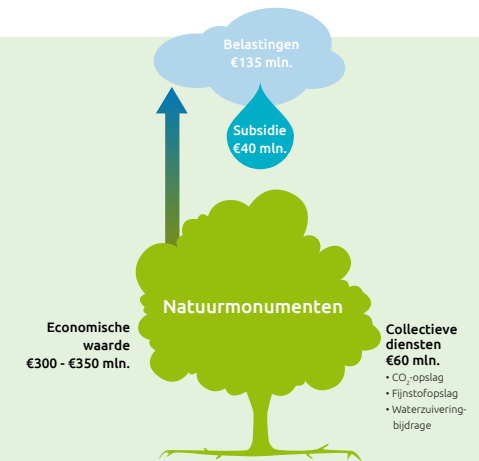 Belastingen
€135 mln.
Subsidie
€40 mln.
Natuurmonumenten
Economische
waarde
€300 - €350 mln.
Collectieve
diensten
€60 mln.
• CO₂-opslag
• Fijnstofopslag
• Waterzuivering-
bijdrage